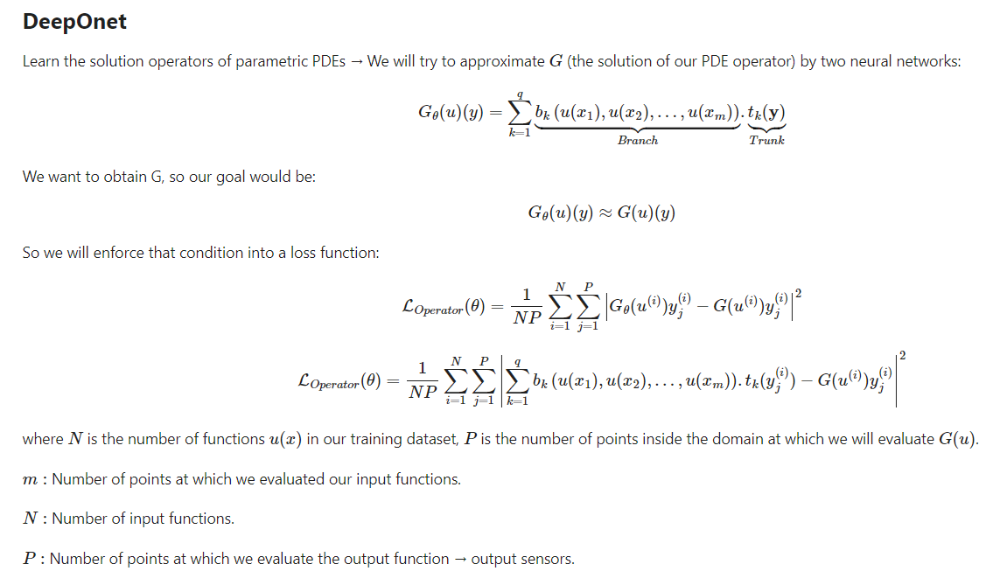 DeepOnet
Learn the solution operators of parametric PDEs → We will try to approximate G (the solution of our PDE operator) by two neural networks:
$$G_\theta(u)(y) = \sum_{k=1}^{q} \underbrace{b_k\,(u(x_1), u(x_2), \ldots, u(x_m))}_{Branch} . \underbrace{t_k(\mathbf{y})}_{Trunk}$$
We want to obtain G, so our goal would be:
$$G_\theta(u)(y) \approx G(u)(y)$$
So we will enforce that condition into a loss function:
$$\mathcal{L}_{Operator}(\theta) = \frac{1}{NP} \sum_{i=1}^{N} \sum_{j=1}^{P} \left| G_\theta(u^{(i)}) y_j^{(i)} - G(u^{(i)}) y_j^{(i)} \right|^2$$
$$\mathcal{L}_{Operator}(\theta) = \frac{1}{NP} \sum_{i=1}^{N} \sum_{j=1}^{P} \left| \sum_{k=1}^{q} b_k\,(u(x_1), u(x_2), \ldots, u(x_m)) . t_k(y_j^{(i)}) - G(u^{(i)}) y_j^{(i)} \right|^2$$
where N is the number of functions u(x) in our training dataset, P is the number of points inside the domain at which we will evaluate G(u).
m : Number of points at which we evaluated our input functions.
N : Number of input functions.
P : Number of points at which we evaluate the output function → output sensors.